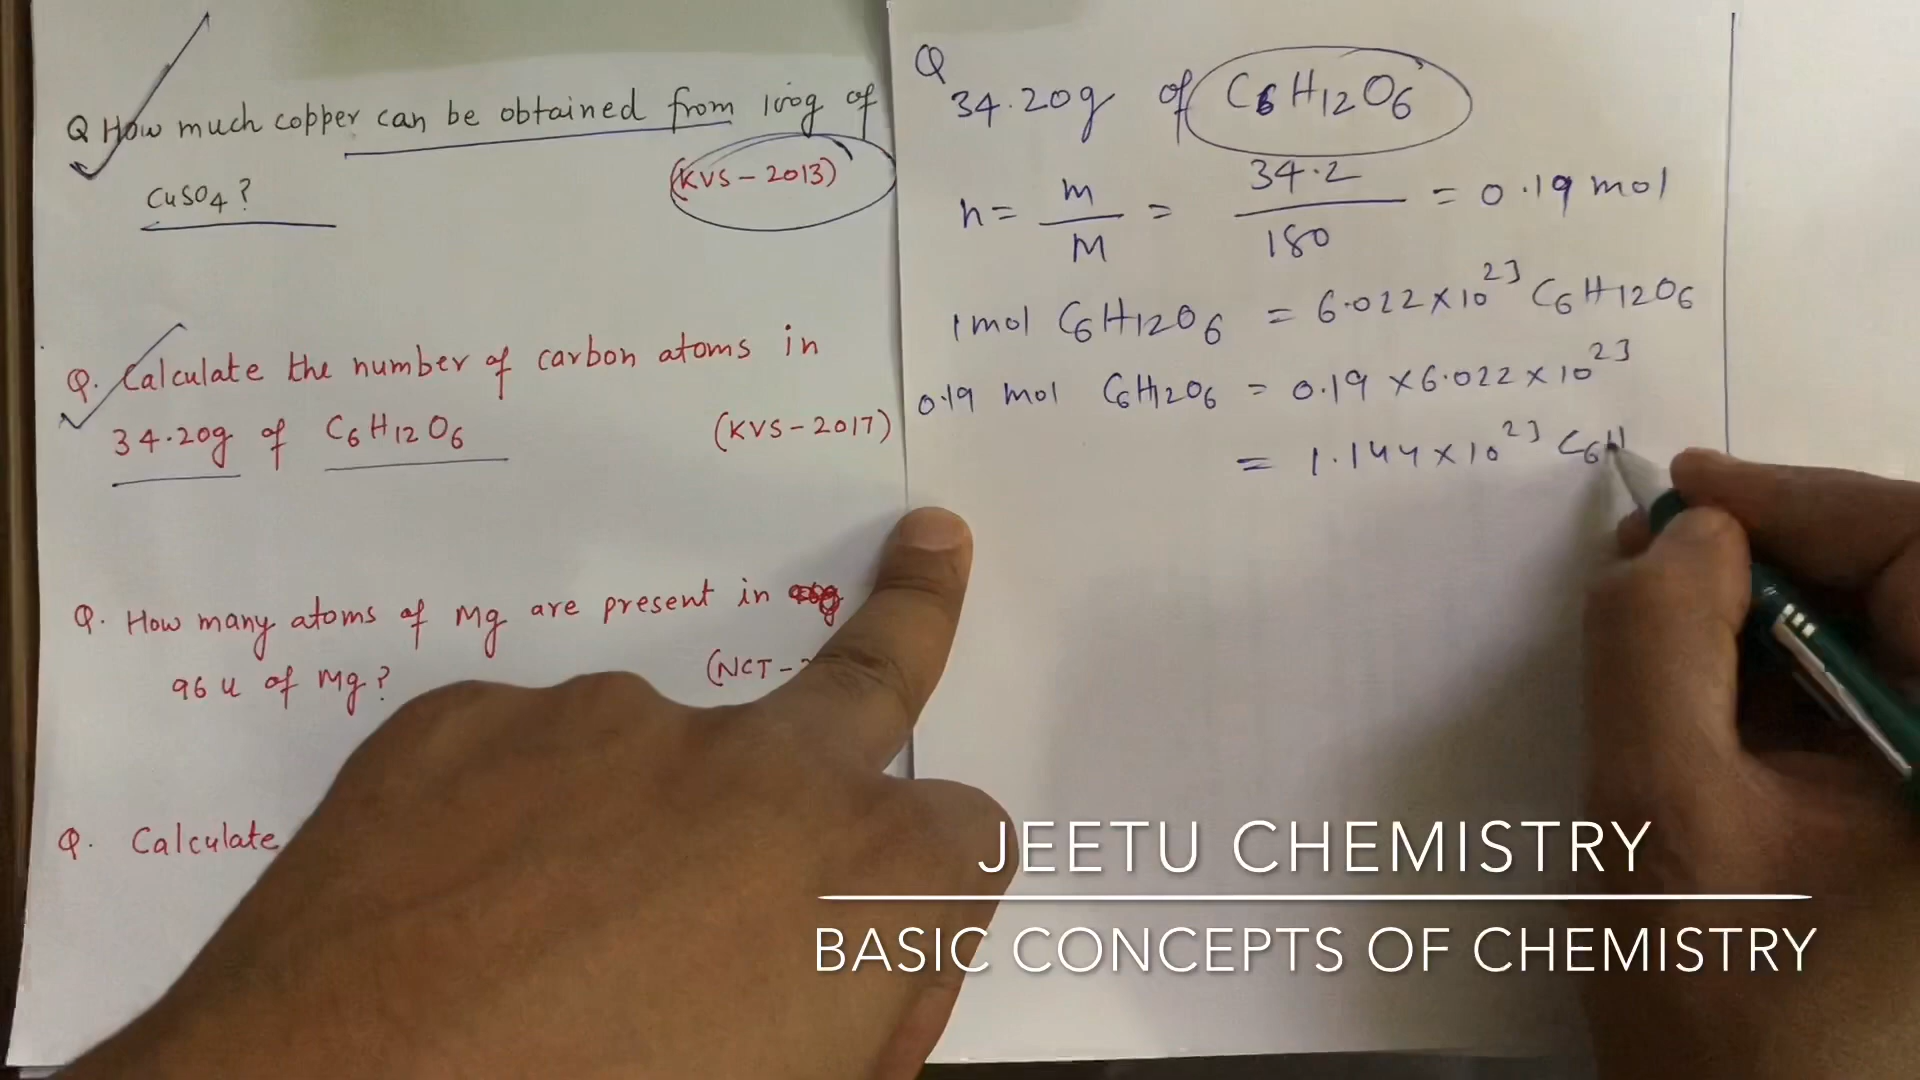 Q How much copper can be obtained from 100g of
CuSO4?
(KVS-2013)
Q. Calculate the number of carbon atoms in
34.20g of C6H12O6
(KVS-2017)
Q. How many atoms of Mg are present in
96 u of Mg?
(NCT-
Q. Calculate
Q
34.20g of C6H12O6
n = m/M = 34.2/180 = 0.19 mol
1 mol C6H12O6 = 6.022×10^23 C6H12O6
0.19 mol C6H12O6 = 0.19×6.022×10^23
= 1.144×10^23 C6H
JEETU CHEMISTRY
BASIC CONCEPTS OF CHEMISTRY